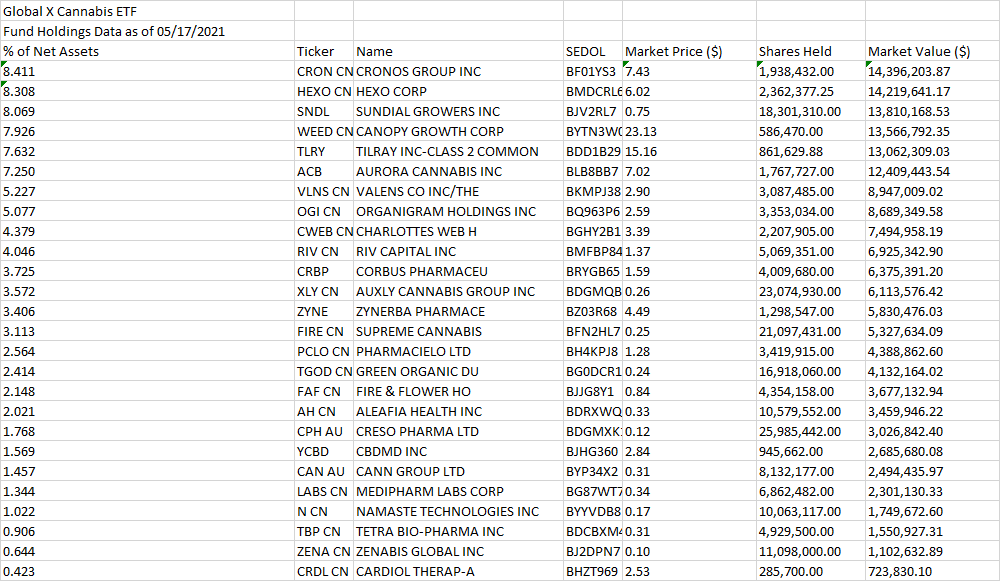 Global X Cannabis ETF
Fund Holdings Data as of 05/17/2021
% of Net Assets Ticker Name SEDOL Market Price ($) Shares Held Market Value ($)
8.411 CRON CN CRONOS GROUP INC BF01YS3 7.43 1,938,432.00 14,396,203.87
8.308 HEXO CN HEXO CORP BMDCRL6 6.02 2,362,377.25 14,219,641.17
8.069 SNDL SUNDIAL GROWERS INC BJV2RL7 0.75 18,301,310.00 13,810,168.53
7.926 WEED CN CANOPY GROWTH CORP BYTN3W0 23.13 586,470.00 13,566,792.35
7.632 TLRY TILRAY INC-CLASS 2 COMMON BDD1B29 15.16 861,629.88 13,062,309.03
7.250 ACB AURORA CANNABIS INC BLB8BB7 7.02 1,767,727.00 12,409,443.54
5.227 VLNS CN VALENS CO INC/THE BKMPJ38 2.90 3,087,485.00 8,947,009.02
5.077 OGI CN ORGANIGRAM HOLDINGS INC BQ963P6 2.59 3,353,034.00 8,689,349.58
4.379 CWEB CN CHARLOTTES WEB H BGHY2B1 3.39 2,207,905.00 7,494,958.19
4.046 RIV CN RIV CAPITAL INC BMFBP84 1.37 5,069,351.00 6,925,342.90
3.725 CRBP CORBUS PHARMACEU BRYGB65 1.59 4,009,680.00 6,375,391.20
3.572 XLY CN AUXLY CANNABIS GROUP INC BDGMQB 0.26 23,074,930.00 6,113,576.42
3.406 ZYNE ZYNERBA PHARMACE BZ03R68 4.49 1,298,547.00 5,830,476.03
3.113 FIRE CN SUPREME CANNABIS BFN2HL7 0.25 21,097,431.00 5,327,634.09
2.564 PCLO CN PHARMACIELO LTD BH4KPJ8 1.28 3,419,915.00 4,388,862.60
2.414 TGOD CN GREEN ORGANIC DU BG0DCR1 0.24 16,918,060.00 4,132,164.02
2.148 FAF CN FIRE & FLOWER HO BJJG8Y1 0.84 4,354,158.00 3,677,132.94
2.021 AH CN ALEAFIA HEALTH INC BDRXWQ 0.33 10,579,552.00 3,459,946.22
1.768 CPH AU CRESO PHARMA LTD BDGMXK 0.12 25,985,442.00 3,026,842.40
1.569 YCBD CBDMD INC BJHG360 2.84 945,662.00 2,685,680.08
1.457 CAN AU CANN GROUP LTD BYP34X2 0.31 8,132,177.00 2,494,435.97
1.344 LABS CN MEDIPHARM LABS CORP BG87WT7 0.34 6,862,482.00 2,301,130.33
1.022 N CN NAMASTE TECHNOLOGIES INC BYYVDB8 0.17 10,063,117.00 1,749,672.60
0.906 TBP CN TETRA BIO-PHARMA INC BDCBXM4 0.31 4,929,500.00 1,550,927.31
0.644 ZENA CN ZENABIS GLOBAL INC BJ2DPN7 0.10 11,098,000.00 1,102,632.89
0.423 CRDL CN CARDIOL THERAP-A BHZT969 2.53 285,700.00 723,830.10